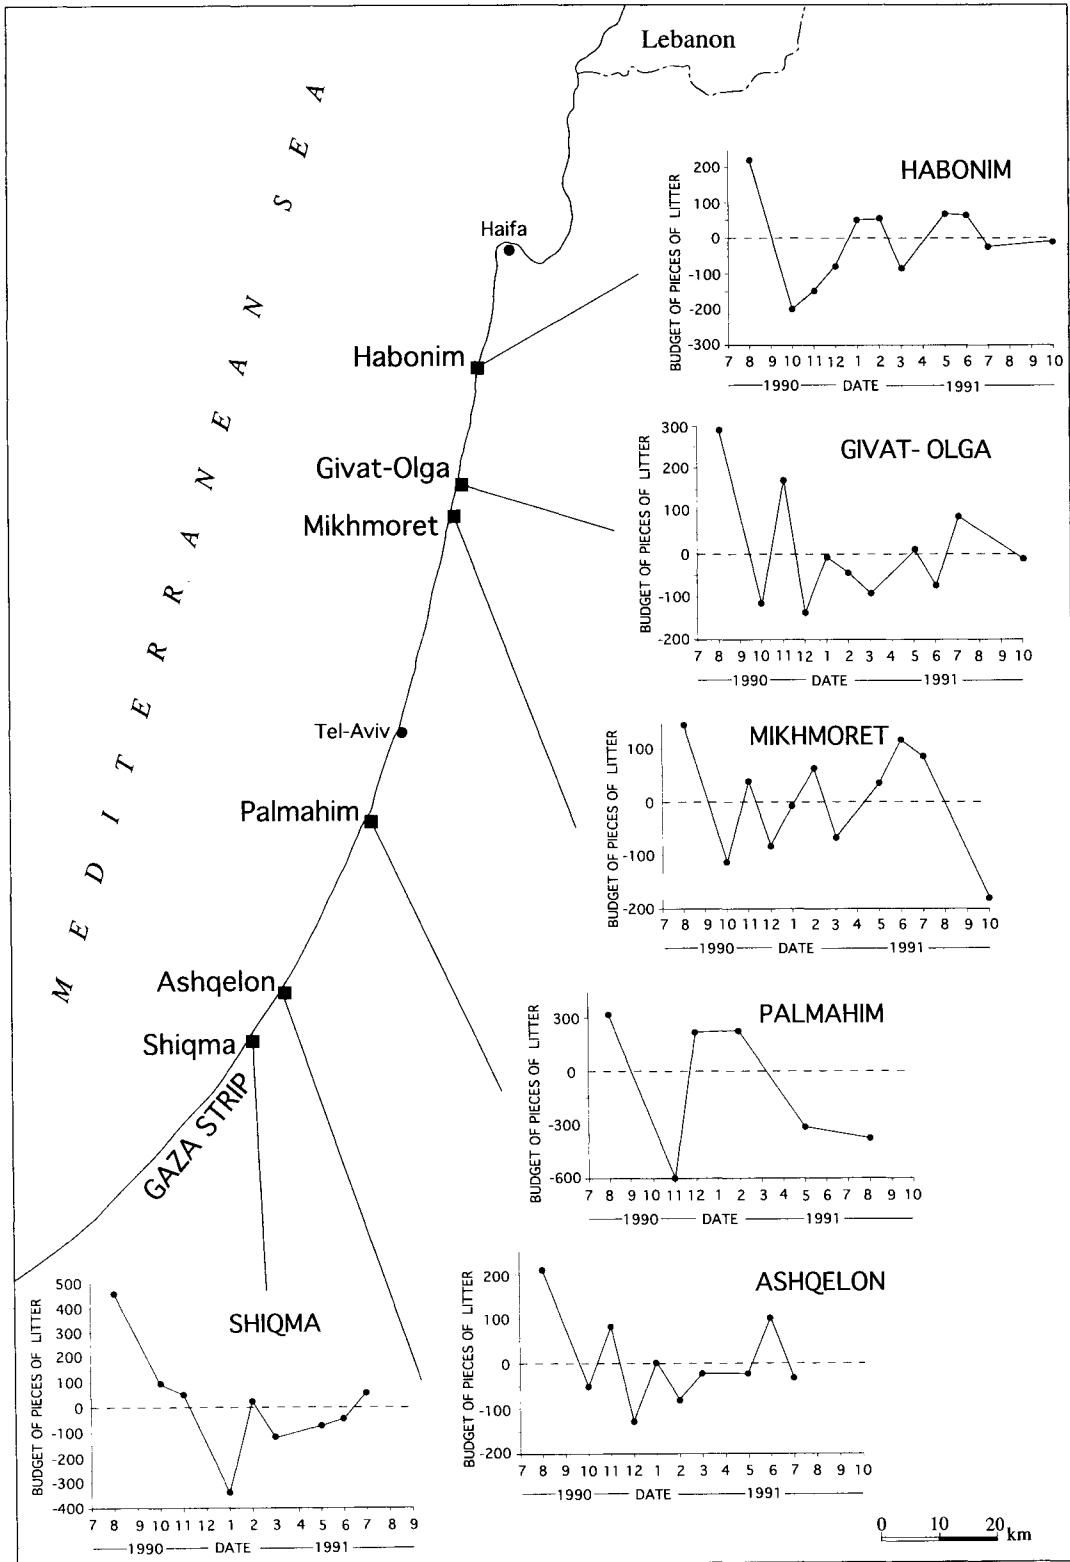 Lebanon
MEDITERRANEAN SEA
Haifa
Habonim
Givat-Olga
Mikhmoret
Tel-Aviv
Palmahim
Ashqelon
Shiqma
GAZA STRIP
HABONIM
BUDGET OF PIECES OF LITTER
200
100
0
-100
-200
-300
7 8 9 10 11 12 1 2 3 4 5 6 7 8 9 10
1990 DATE 1991
GIVAT-OLGA
BUDGET OF PIECES OF LITTER
300
200
100
0
-100
-200
7 8 9 10 11 12 1 2 3 4 5 6 7 8 9 10
1990 DATE 1991
MIKHMORET
BUDGET OF PIECES OF LITTER
100
0
-100
-200
7 8 9 10 11 12 1 2 3 4 5 6 7 8 9 10
1990 DATE 1991
PALMAHIM
BUDGET OF PIECES OF LITTER
300
0
-300
-600
7 8 9 10 11 12 1 2 3 4 5 6 7 8 9 10
1990 DATE 1991
ASHQELON
BUDGET OF PIECES OF LITTER
200
100
0
-100
-200
7 8 9 10 11 12 1 2 3 4 5 6 7 8 9 10
1990 DATE 1991
SHIQMA
BUDGET OF PIECES OF LITTER
500
400
300
200
100
0
-100
-200
-300
-400
7 8 9 10 11 12 1 2 3 4 5 6 7 8 9
1990 DATE 1991
0 10 20 km